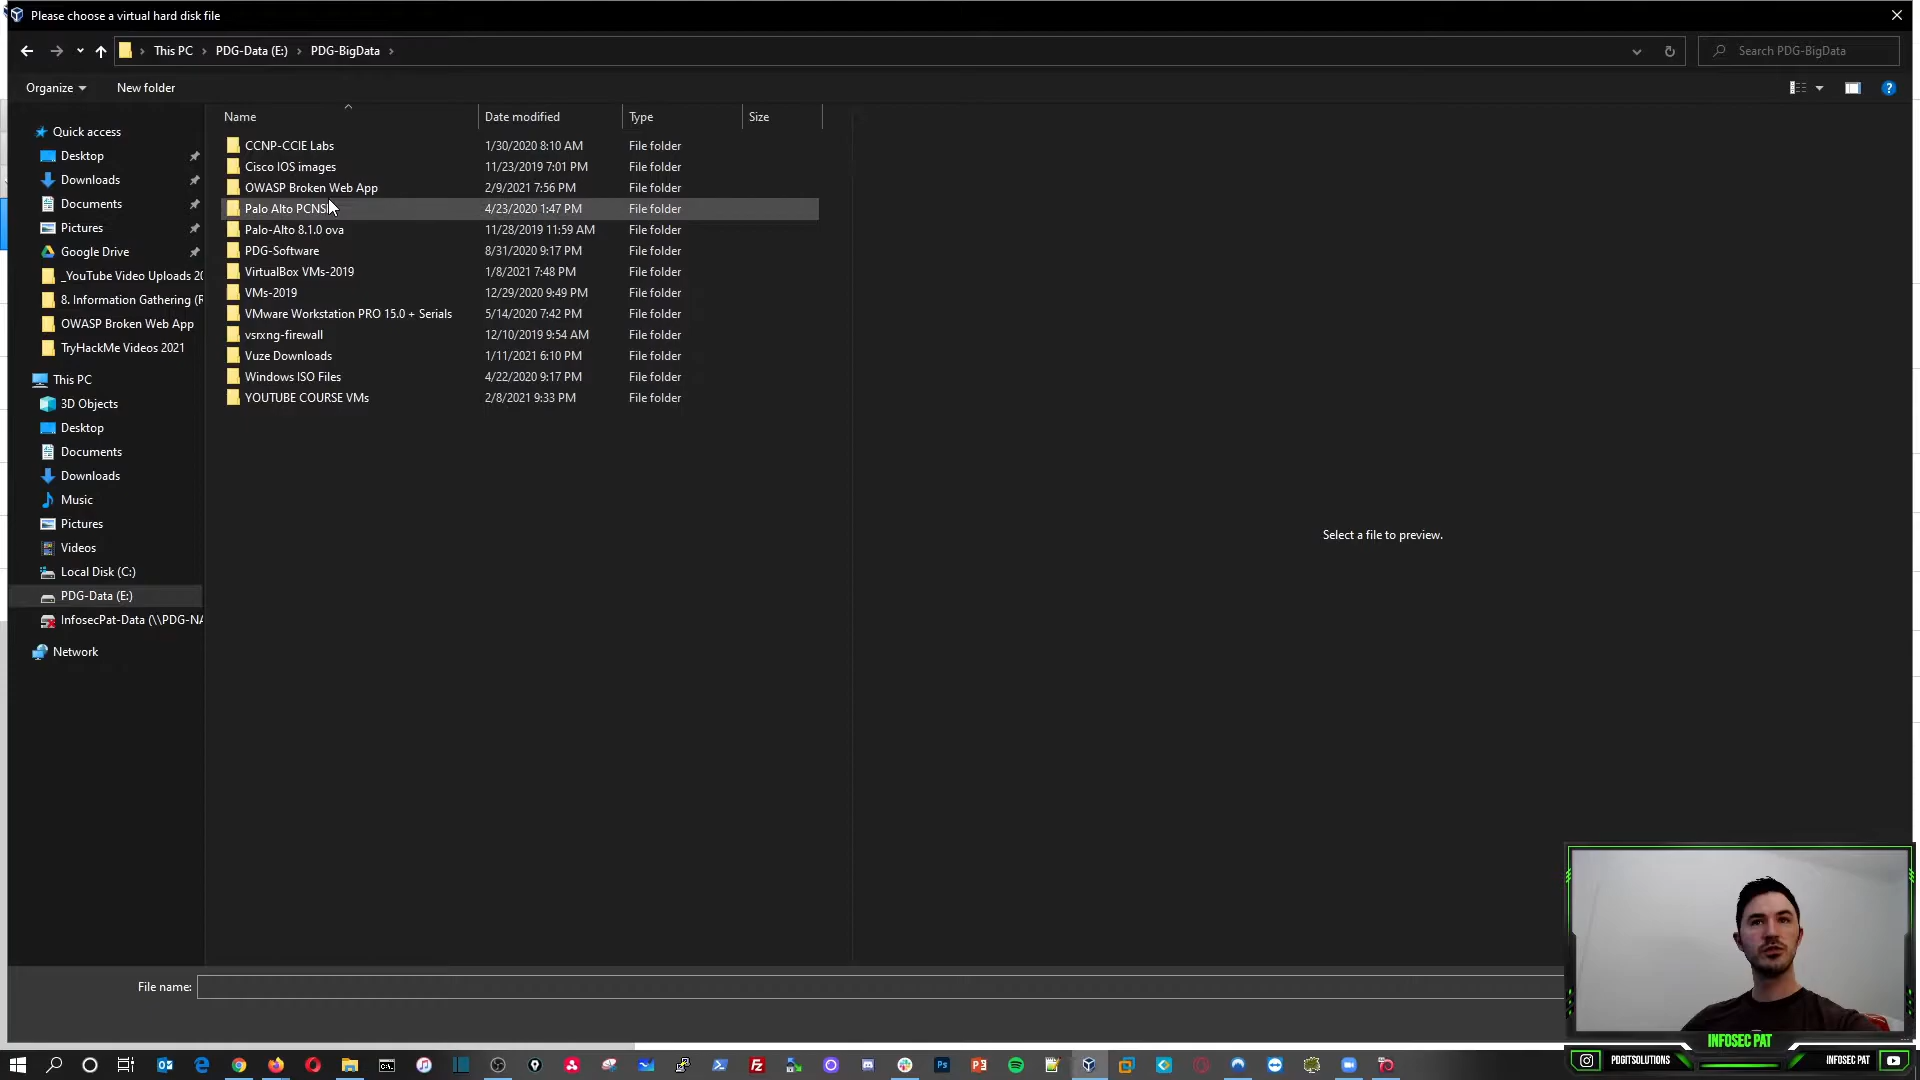 Please choose a virtual hard disk file
This PC > PDG-Data (E:) > PDG-BigData >
Search PDG-BigData
Organize
New folder
Name
Date modified
Type
Size
Quick access
Desktop
Downloads
Documents
Pictures
Google Drive
_YouTube Video Uploads 20
8. Information Gathering (R
OWASP Broken Web App
TryHackMe Videos 2021
This PC
3D Objects
Desktop
Documents
Downloads
Music
Pictures
Videos
Local Disk (C:)
PDG-Data (E:)
InfosecPat-Data (\\PDG-NA
Network
CCNP-CCIE Labs 1/30/2020 8:10 AM File folder
Cisco IOS images 11/23/2019 7:01 PM File folder
OWASP Broken Web App 2/9/2021 7:56 PM File folder
Palo Alto PCNS 4/23/2020 1:47 PM File folder
Palo-Alto 8.1.0 ova 11/28/2019 11:59 AM File folder
PDG-Software 8/31/2020 9:17 PM File folder
VirtualBox VMs-2019 1/8/2021 7:48 PM File folder
VMs-2019 12/29/2020 9:49 PM File folder
VMware Workstation PRO 15.0 + Serials 5/14/2020 7:42 PM File folder
vsrxng-firewall 12/10/2019 9:54 AM File folder
Vuze Downloads 1/11/2021 6:10 PM File folder
Windows ISO Files 4/22/2020 9:17 PM File folder
YOUTUBE COURSE VMs 2/8/2021 9:33 PM File folder
Select a file to preview.
File name:
INFOSEC PAT
PDGITSOLUTIONS
INFOSEC PAT